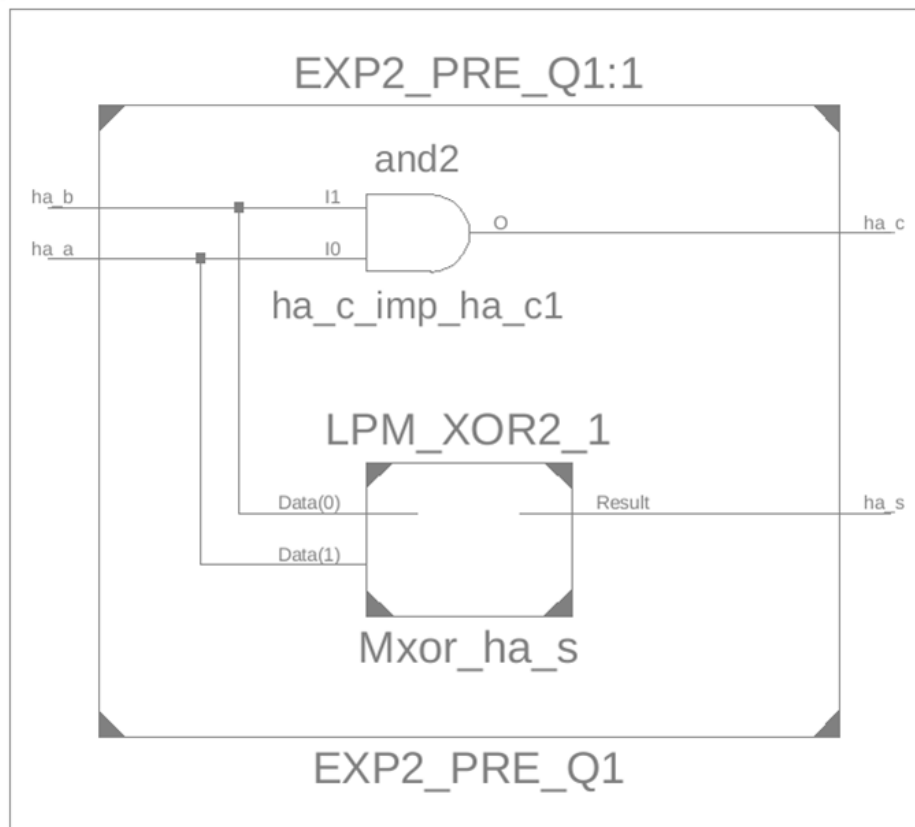 EXP2_PRE_Q1:1
and2
ha_b
I1
O
ha_c
ha_a
I0
ha_c_imp_ha_c1
LPM_XOR2_1
Data(0)
Result
ha_s
Data(1)
Mxor_ha_s
EXP2_PRE_Q1